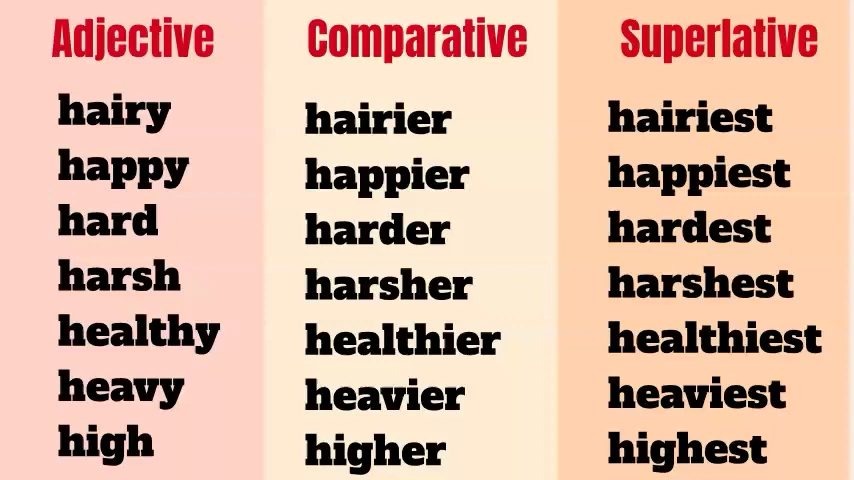 Adjective Comparative Superlative
hairy hairier hairiest
happy happier happiest
hard harder hardest
harsh harsher harshest
healthy healthier healthiest
heavy heavier heaviest
high higher highest